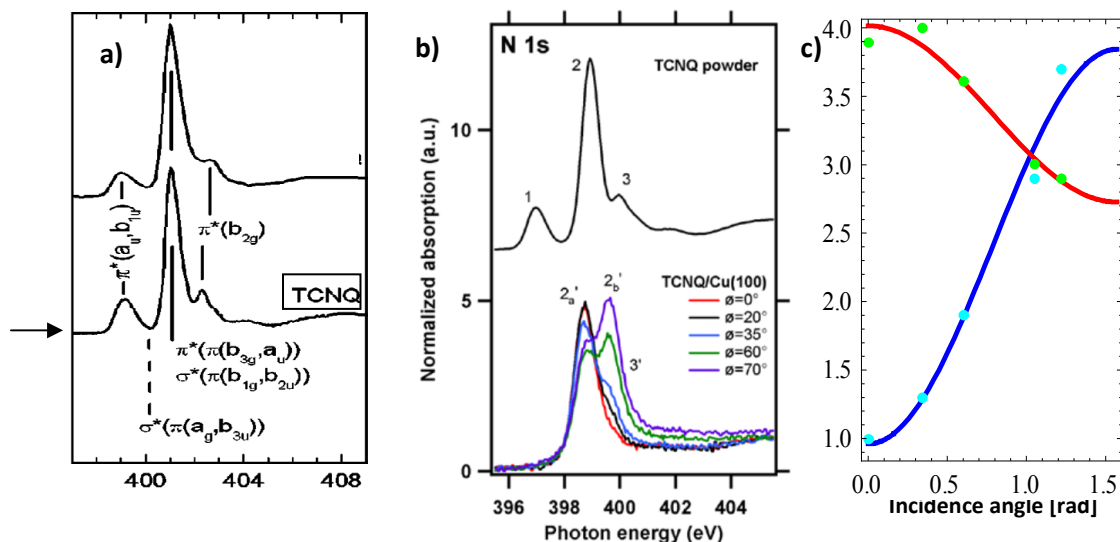 a)
π*(a_u,b_1u)
π*(b_2g)
TCNQ
π*(π(b_3g,a_u))
σ*(π(b_1g,b_2u))
σ*(π(a_g,b_3u))
400
404
408
b)
N 1s
TCNQ powder
1
2
3
TCNQ/Cu(100)
2_a'
2_b'
3'
ø=0°
ø=20°
ø=35°
ø=60°
ø=70°
10
5
0
Normalized absorption (a.u.)
396
398
400
402
404
Photon energy (eV)
c)
4.0
3.5
3.0
2.5
2.0
1.5
1.0
0.0
0.5
1.0
1.5
Incidence angle [rad]